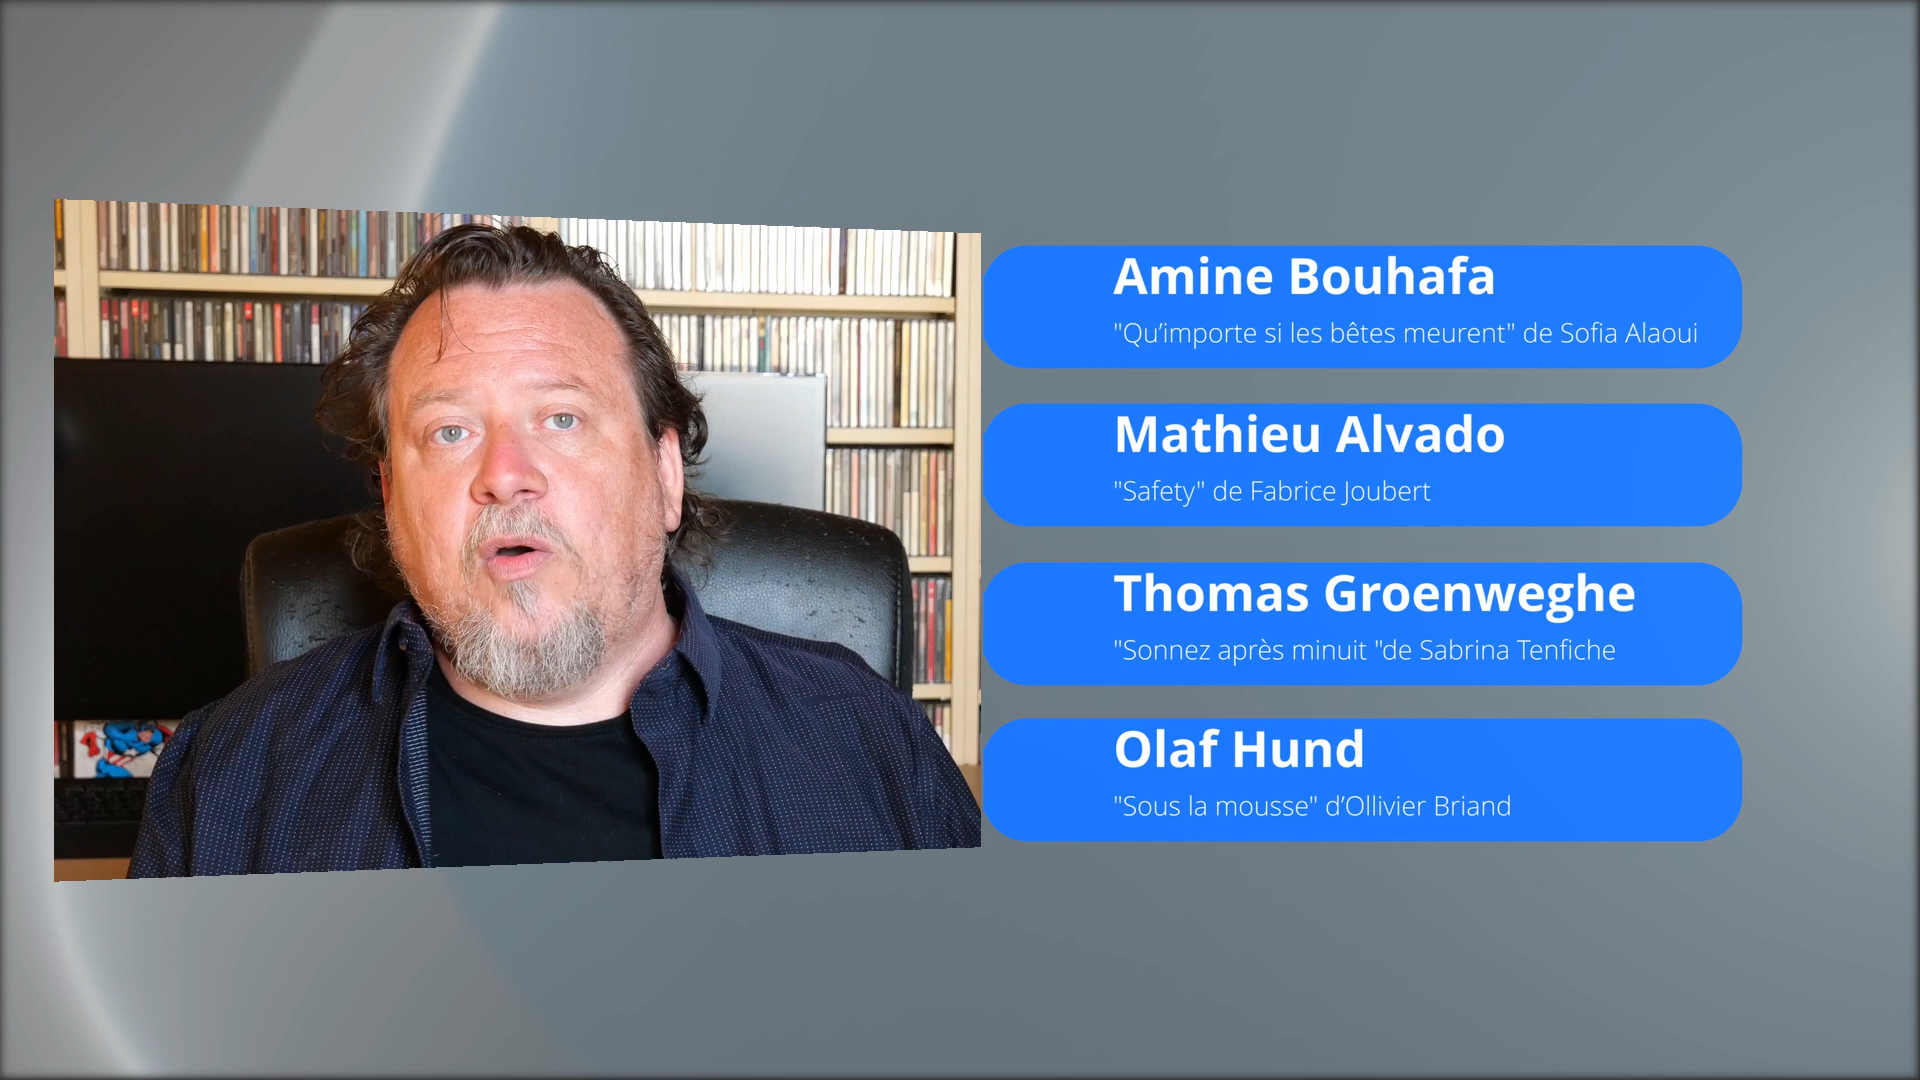 Amine Bouhafa
"Qu’importe si les bêtes meurent" de Sofia Alaoui
Mathieu Alvado
"Safety" de Fabrice Joubert
Thomas Groenweghe
"Sonnez après minuit "de Sabrina Tenfiche
Olaf Hund
"Sous la mousse" d’Ollivier Briand